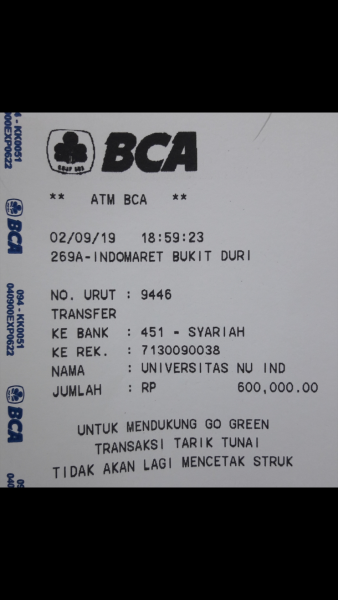 BCA
** ATM BCA **
02/09/19 18:59:23
269A-INDOMARET BUKIT DURI
NO. URUT : 9446
TRANSFER
KE BANK : 451 - SYARIAH
KE REK. : 7130090038
NAMA : UNIVERSITAS NU IND
JUMLAH : RP 600,000.00
UNTUK MENDUKUNG GO GREEN
TRANSAKSI TARIK TUNAI
TIDAK AKAN LAGI MENCETAK STRUK
094 - KK0051
040900EXP0622
BCA
094 - KK0051
040900EXP0622
BCA